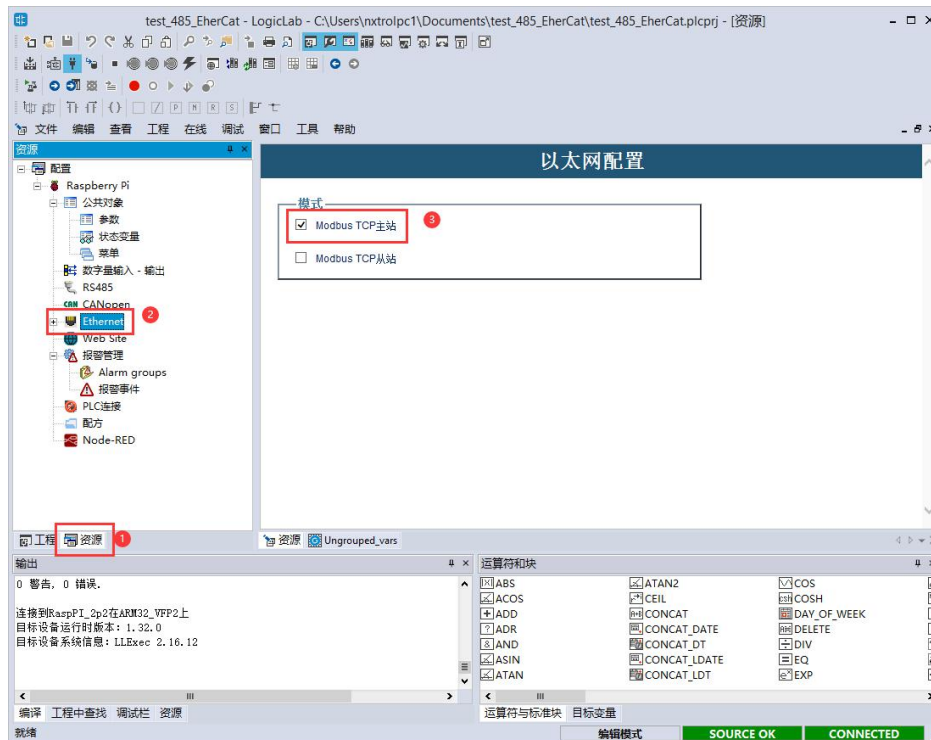 test_485_EherCat - LogicLab - C:\Users\nxtrolpc1\Documents\test_485_EherCat\test_485_EherCat.plcprj - [资源]
文件 编辑 查看 工程 在线 调试 窗口 工具 帮助
资源
配置
Raspberry Pi
公共对象
参数
状态变量
菜单
数字量输入 - 输出
RS485
CAN CANopen
Ethernet
2
Web Site
报警管理
Alarm groups
报警事件
PLC连接
配方
Node-RED
工程 资源
1
以太网配置
模式
Modbus TCP主站
3
Modbus TCP从站
资源 Ungrouped_vars
输出
0 警告, 0 错误.
连接到RaspPI_2p2在ARM32_VFP2上
目标设备运行时版本: 1.32.0
目标设备系统信息: LLExec 2.16.12
编译 工程中查找 调试栏 资源
运算符和块
ABS ATAN2 COS
ACOS CEIL COSH
ADD CONCAT DAY_OF_WEEK
ADR CONCAT_DATE DELETE
AND CONCAT_DT DIV
ASIN CONCAT_LDATE EQ
ATAN CONCAT_LDT EXP
运算符与标准块 目标变量
就绪 编辑模式 SOURCE OK CONNECTED